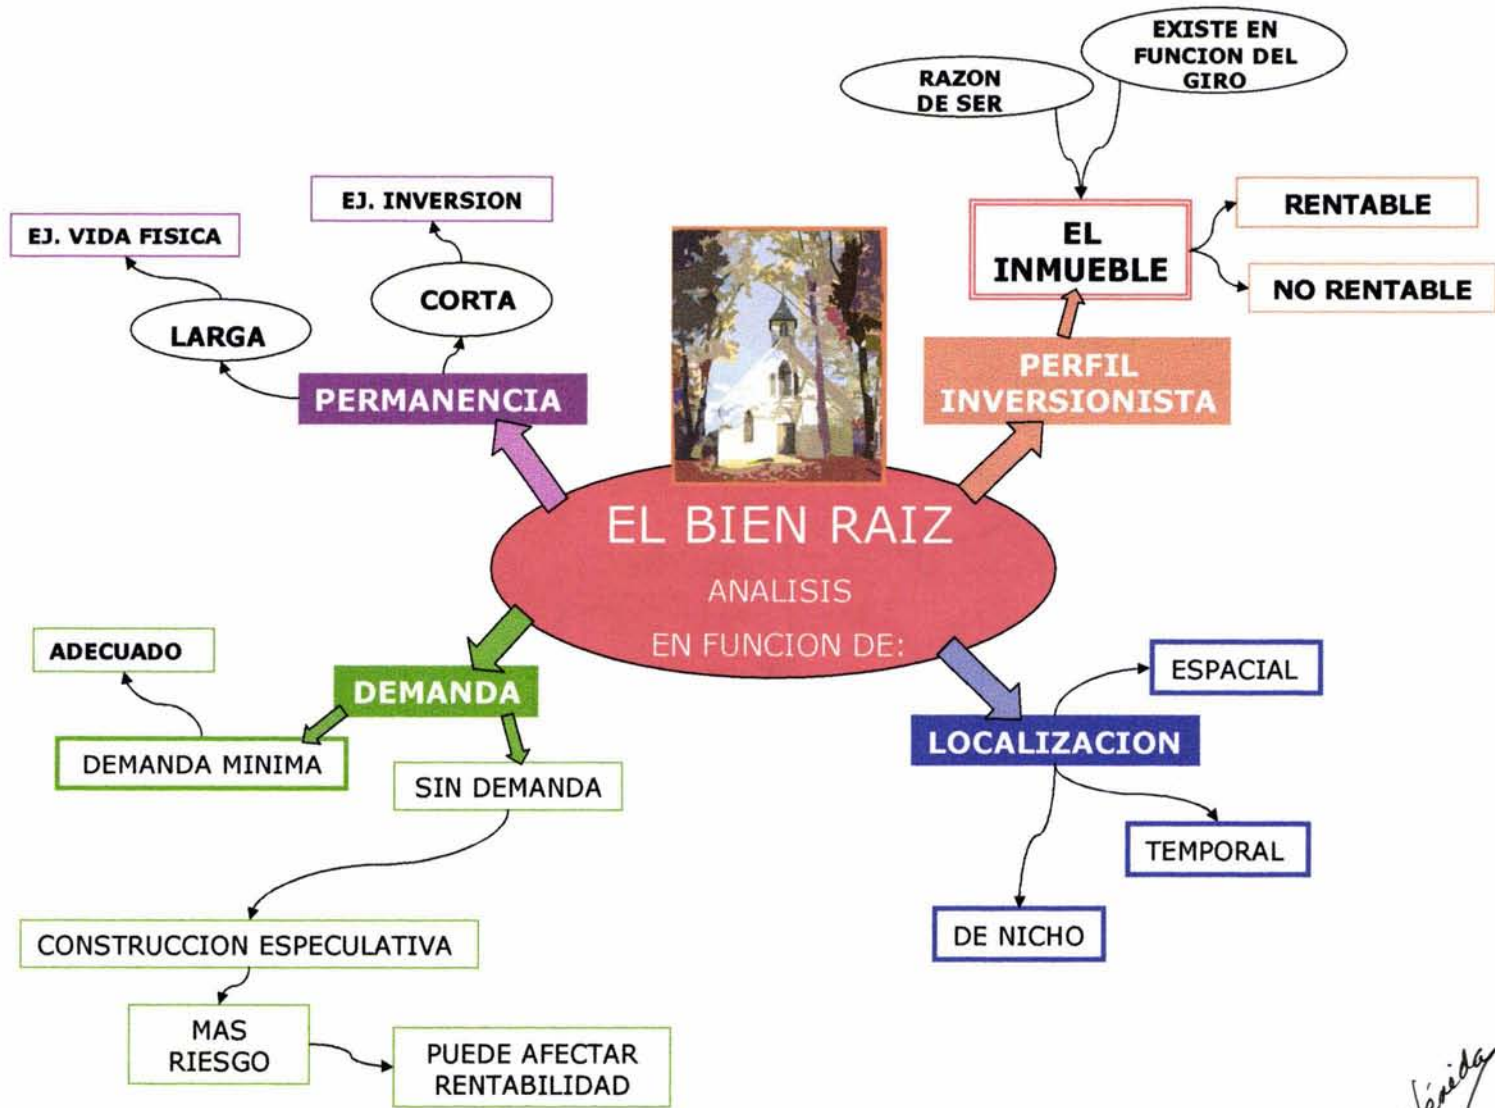 EXISTE EN
FUNCION DEL
GIRO
RAZON
DE SER
EJ. INVERSION
EJ. VIDA FISICA
EL
INMUEBLE
RENTABLE
NO RENTABLE
CORTA
LARGA
PERMANENCIA
PERFIL
INVERSIONISTA
EL BIEN RAIZ
ANALISIS
EN FUNCION DE:
ADECUADO
DEMANDA
DEMANDA MINIMA
SIN DEMANDA
ESPACIAL
LOCALIZACION
TEMPORAL
DE NICHO
CONSTRUCCION ESPECULATIVA
MAS
RIESGO
PUEDE AFECTAR
RENTABILIDAD